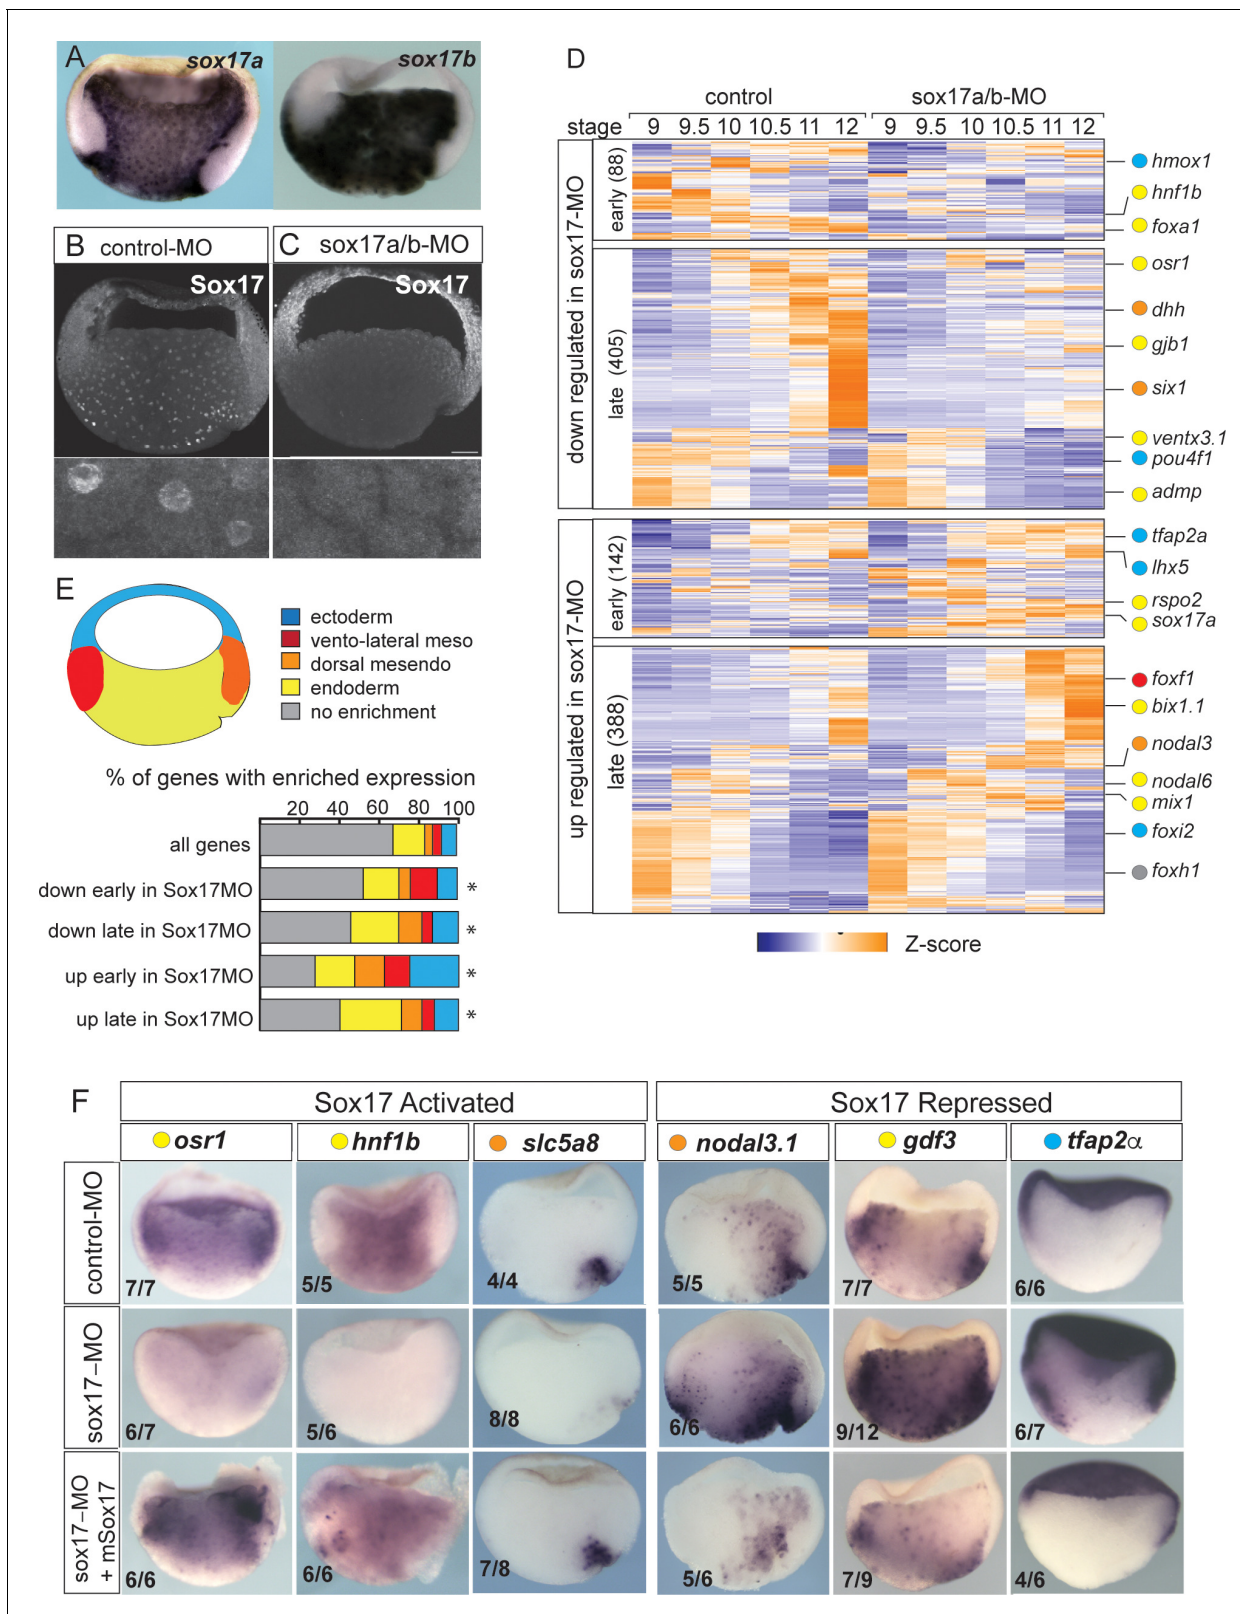 A
sox17a
sox17b
B
control-MO
C
sox17a/b-MO
Sox17
Sox17
D
control
sox17a/b-MO
stage 9 9.5 10 10.5 11 12 9 9.5 10 10.5 11 12
down regulated in sox17-MO
early (88)
late (405)
hmox1
hnf1b
foxa1
osr1
dhh
gjb1
six1
ventx3.1
pou4f1
admp
up regulated in sox17-MO
early (142)
late (388)
tfap2a
lhx5
rspo2
sox17a
foxf1
bix1.1
nodal3
nodal6
mix1
foxi2
foxh1
Z-score
E
ectoderm
vento-lateral meso
dorsal mesendo
endoderm
no enrichment
% of genes with enriched expression
20 40 60 80 100
all genes
down early in Sox17MO *
down late in Sox17MO *
up early in Sox17MO *
up late in Sox17MO *
F
Sox17 Activated
Sox17 Repressed
osr1
hnf1b
slc5a8
nodal3.1
gdf3
tfap2α
control-MO
7/7
5/5
4/4
5/5
7/7
6/6
sox17–MO
6/7
5/6
8/8
6/6
9/12
6/7
sox17–MO
+ mSox17
6/6
6/6
7/8
5/6
7/9
4/6